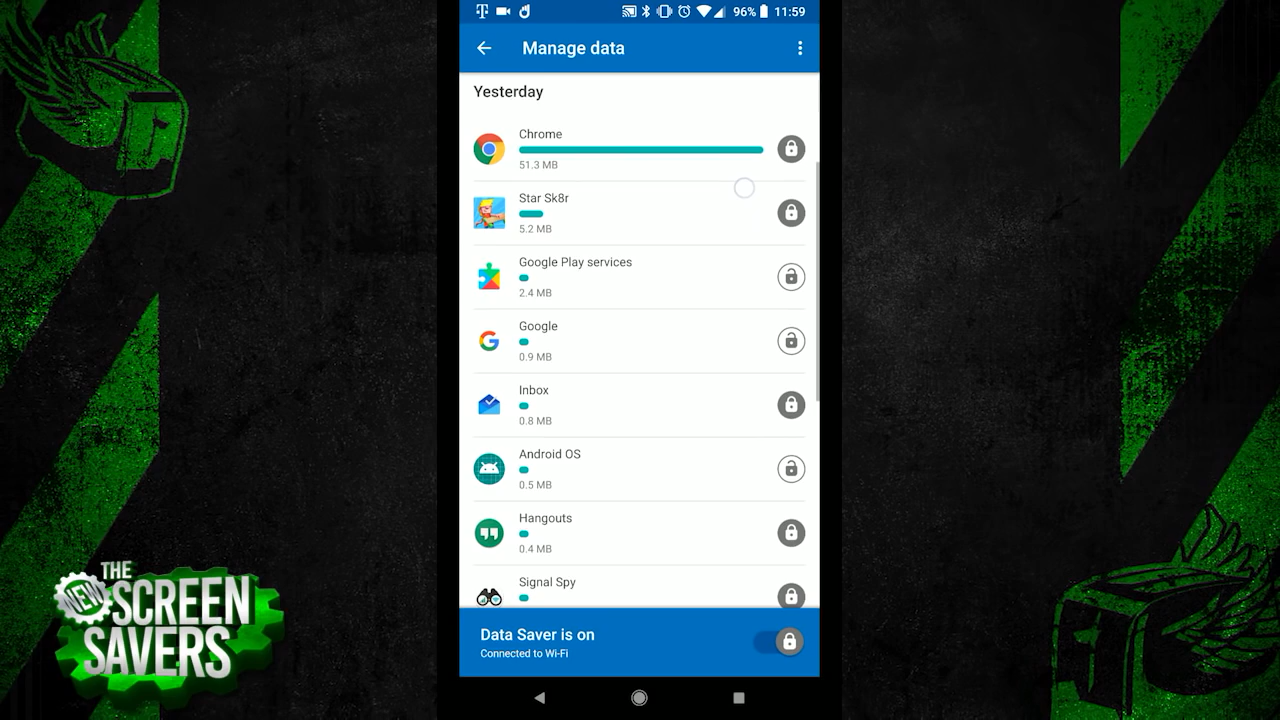 96% 11:59
Manage data
Yesterday
Chrome
51.3 MB
Star Sk8r
5.2 MB
Google Play services
2.4 MB
Google
0.9 MB
Inbox
0.8 MB
Android OS
0.5 MB
Hangouts
0.4 MB
Signal Spy
Data Saver is on
Connected to Wi-Fi
THE
NEW
SCREEN
SAVERS